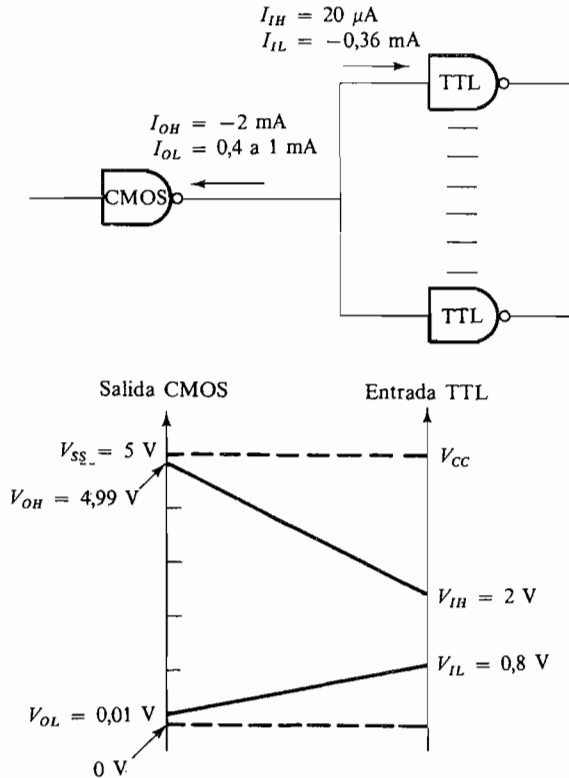 I_IH = 20 μA
I_IL = −0,36 mA
TTL
I_OH = −2 mA
I_OL = 0,4 a 1 mA
CMOS
TTL
Salida CMOS
Entrada TTL
V_SS = 5 V
V_CC
V_OH = 4,99 V
V_IH = 2 V
V_IL = 0,8 V
V_OL = 0,01 V
0 V